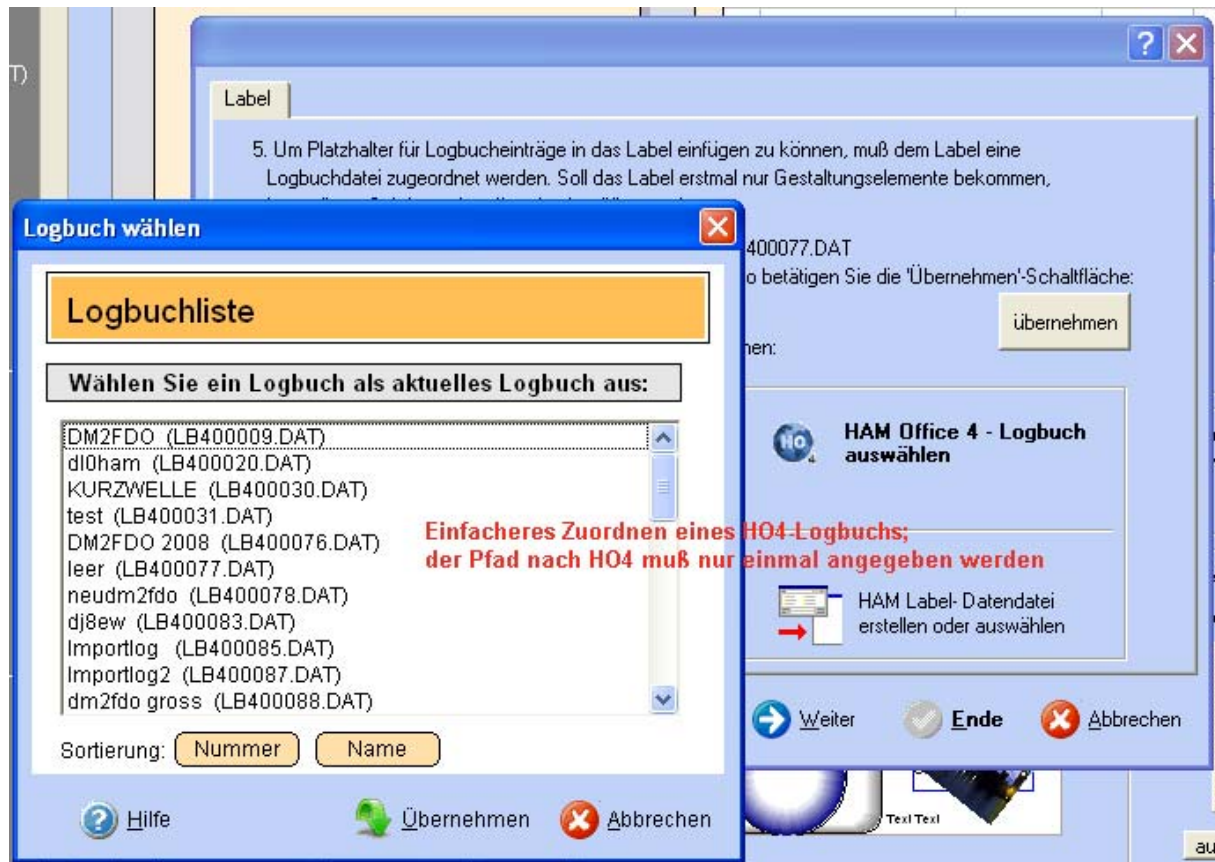 T)
Label
5. Um Platzhalter für Logbucheinträge in das Label einfügen zu können, muß dem Label eine
Logbuchdatei zugeordnet werden. Soll das Label erstmal nur Gestaltungselemente bekommen,
400077.DAT
o betätigen Sie die 'Übernehmen'-Schaltfläche:
übernehmen
nen:
HAM Office 4 - Logbuch
auswählen
HAM Label- Datendatei
erstellen oder auswählen
Weiter
Ende
Abbrechen
Logbuch wählen
Logbuchliste
Wählen Sie ein Logbuch als aktuelles Logbuch aus:
DM2FDO (LB400009.DAT)
dl0ham (LB400020.DAT)
KURZWELLE (LB400030.DAT)
test (LB400031.DAT)
DM2FDO 2008 (LB400076.DAT)
leer (LB400077.DAT)
neudm2fdo (LB400078.DAT)
dj8ew (LB400083.DAT)
Importlog (LB400085.DAT)
Importlog2 (LB400087.DAT)
dm2fdo gross (LB400088.DAT)
Einfacheres Zuordnen eines HO4-Logbuchs;
der Pfad nach HO4 muß nur einmal angegeben werden
Sortierung: Nummer Name
Hilfe
Übernehmen
Abbrechen
Text Text
au